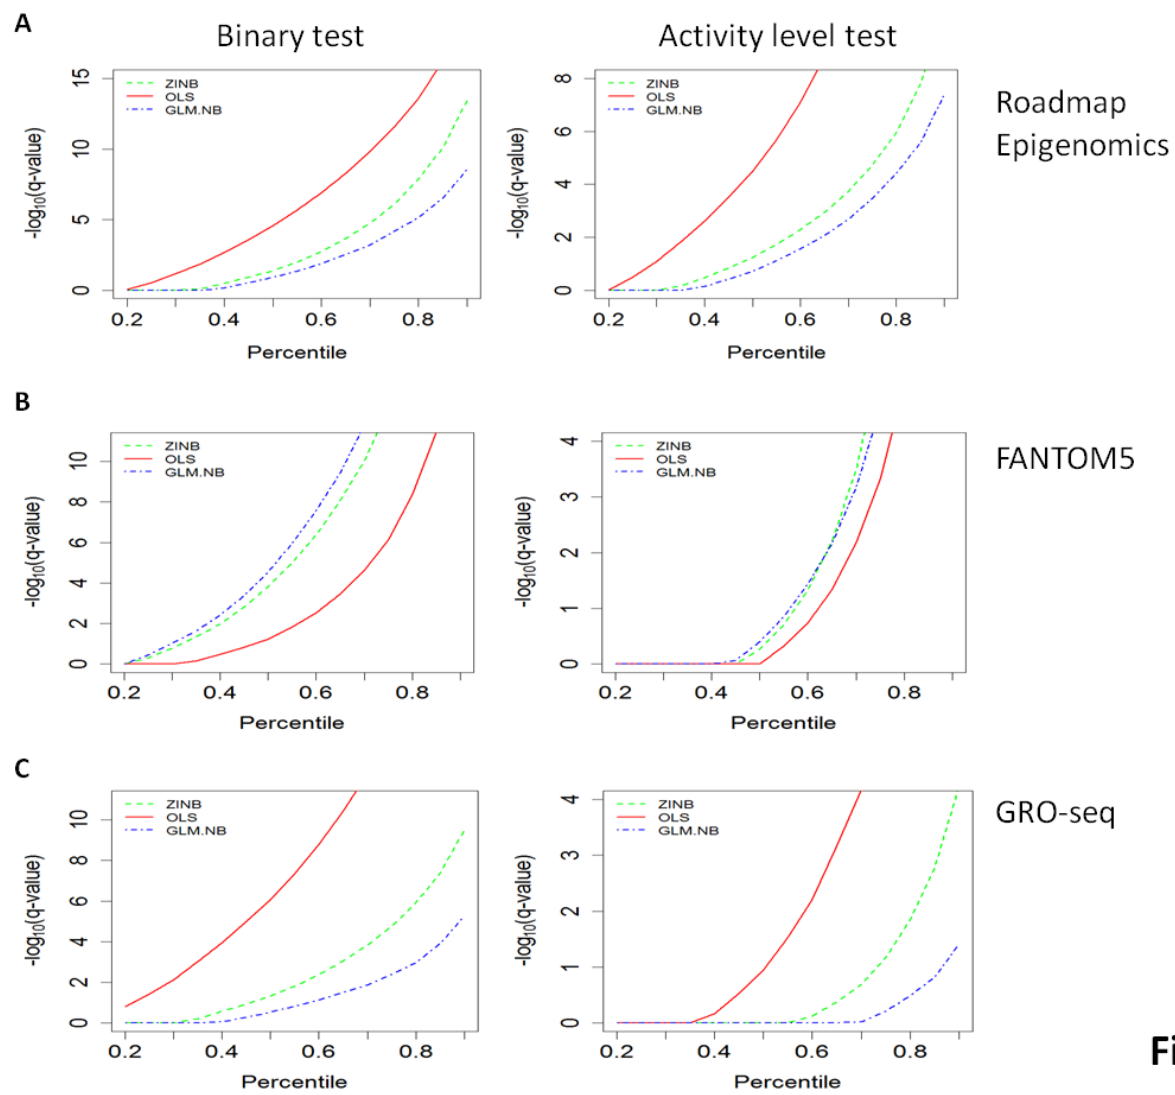 A
Binary test
Activity level test
ZINB
OLS
GLM.NB
-log10(q-value)
15
10
5
0
0.2 0.4 0.6 0.8
Percentile
ZINB
OLS
GLM.NB
-log10(q-value)
8
6
4
2
0
0.2 0.4 0.6 0.8
Percentile
Roadmap
Epigenomics
B
ZINB
OLS
GLM.NB
-log10(q-value)
10
8
6
4
2
0
0.2 0.4 0.6 0.8
Percentile
ZINB
OLS
GLM.NB
-log10(q-value)
4
3
2
1
0
0.2 0.4 0.6 0.8
Percentile
FANTOM5
C
ZINB
OLS
GLM.NB
-log10(q-value)
10
8
6
4
2
0
0.2 0.4 0.6 0.8
Percentile
ZINB
OLS
GLM.NB
-log10(q-value)
4
3
2
1
0
0.2 0.4 0.6 0.8
Percentile
GRO-seq
Fi